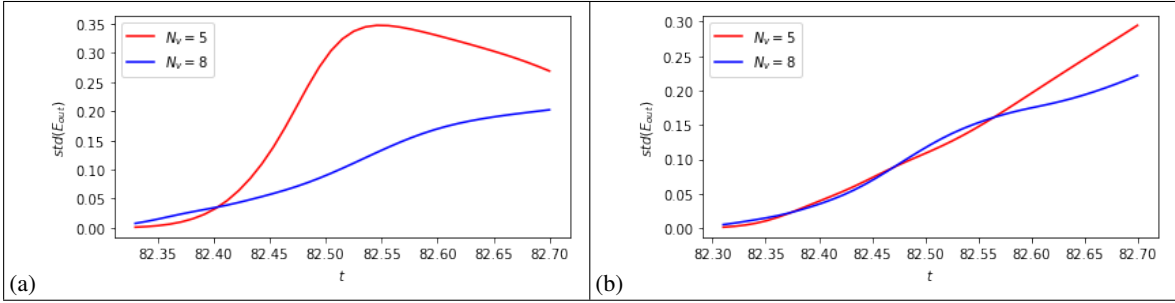 0.35
0.30
0.25
0.20
0.15
0.10
0.05
0.00
std(E_out)
N_v = 5
N_v = 8
82.35 82.40 82.45 82.50 82.55 82.60 82.65 82.70
t
(a)
0.30
0.25
0.20
0.15
0.10
0.05
0.00
std(E_out)
N_v = 5
N_v = 8
82.30 82.35 82.40 82.45 82.50 82.55 82.60 82.65 82.70
t
(b)